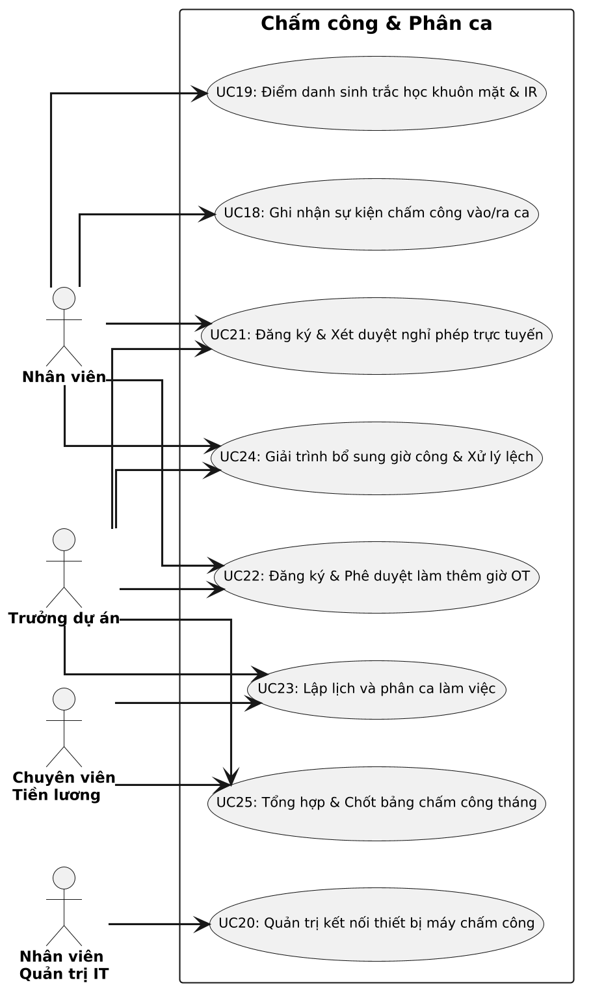 Chấm công & Phân ca
UC19: Điểm danh sinh trắc học khuôn mặt & IR
UC18: Ghi nhận sự kiện chấm công vào/ra ca
UC21: Đăng ký & Xét duyệt nghỉ phép trực tuyến
Nhân viên
UC24: Giải trình bổ sung giờ công & Xử lý lệch
UC22: Đăng ký & Phê duyệt làm thêm giờ OT
Trưởng dự án
UC23: Lập lịch và phân ca làm việc
Chuyên viên
Tiền lương
UC25: Tổng hợp & Chốt bảng chấm công tháng
UC20: Quản trị kết nối thiết bị máy chấm công
Nhân viên
Quản trị IT